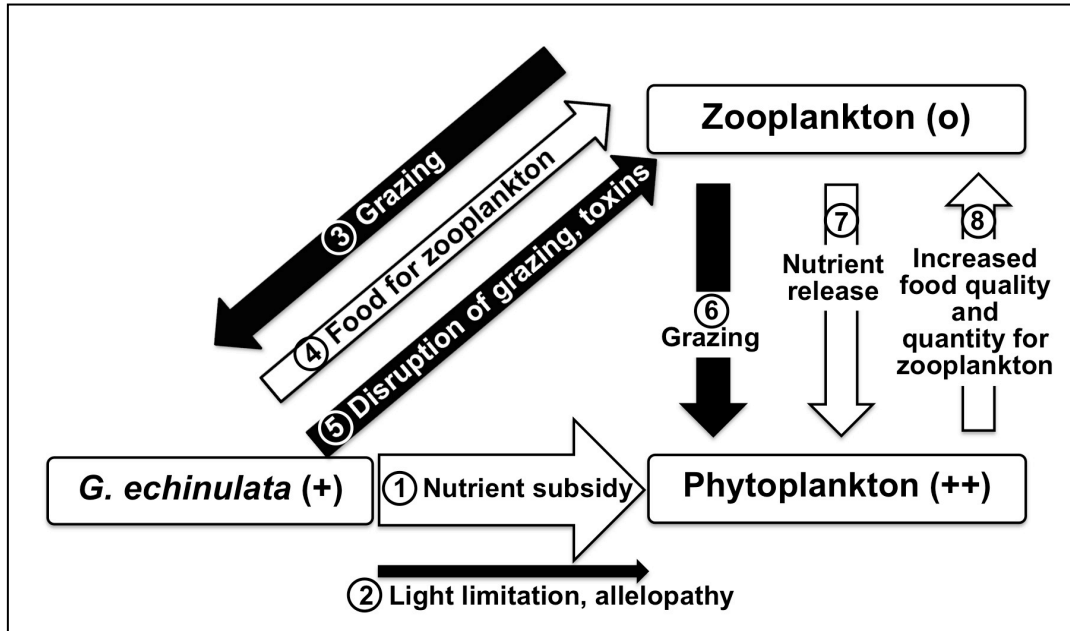 Zooplankton (o)
③ Grazing
④ Food for zooplankton
⑤ Disruption of grazing, toxins
⑥
Grazing
⑦
Nutrient
release
⑧
Increased
food quality
and
quantity for
zooplankton
G. echinulata (+)
① Nutrient subsidy
Phytoplankton (++)
② Light limitation, allelopathy